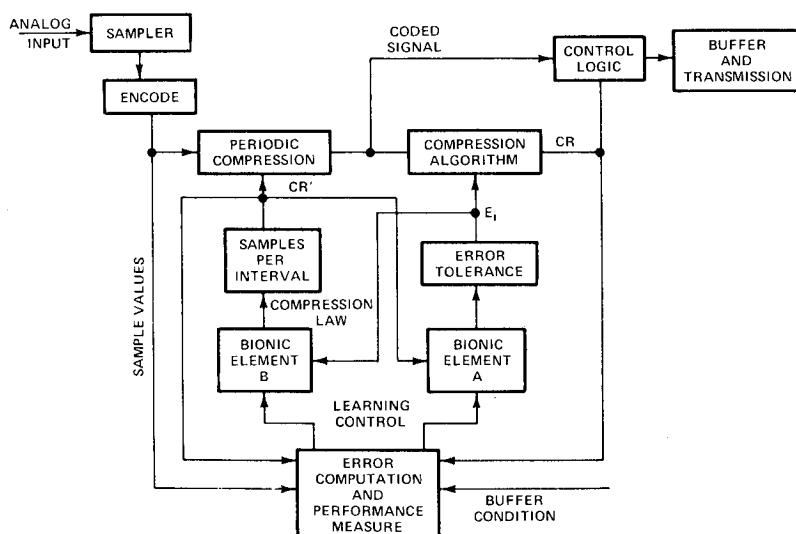 ANALOG
INPUT
SAMPLER
ENCODE
CODED
SIGNAL
CONTROL
LOGIC
BUFFER
AND
TRANSMISSION
PERIODIC
COMPRESSION
COMPRESSION
ALGORITHM
CR
CR'
E₁
SAMPLES
PER
INTERVAL
ERROR
TOLERANCE
COMPRESSION
LAW
SAMPLE VALUES
BIONIC
ELEMENT
B
BIONIC
ELEMENT
A
LEARNING
CONTROL
ERROR
COMPUTATION
AND
PERFORMANCE
MEASURE
BUFFER
CONDITION